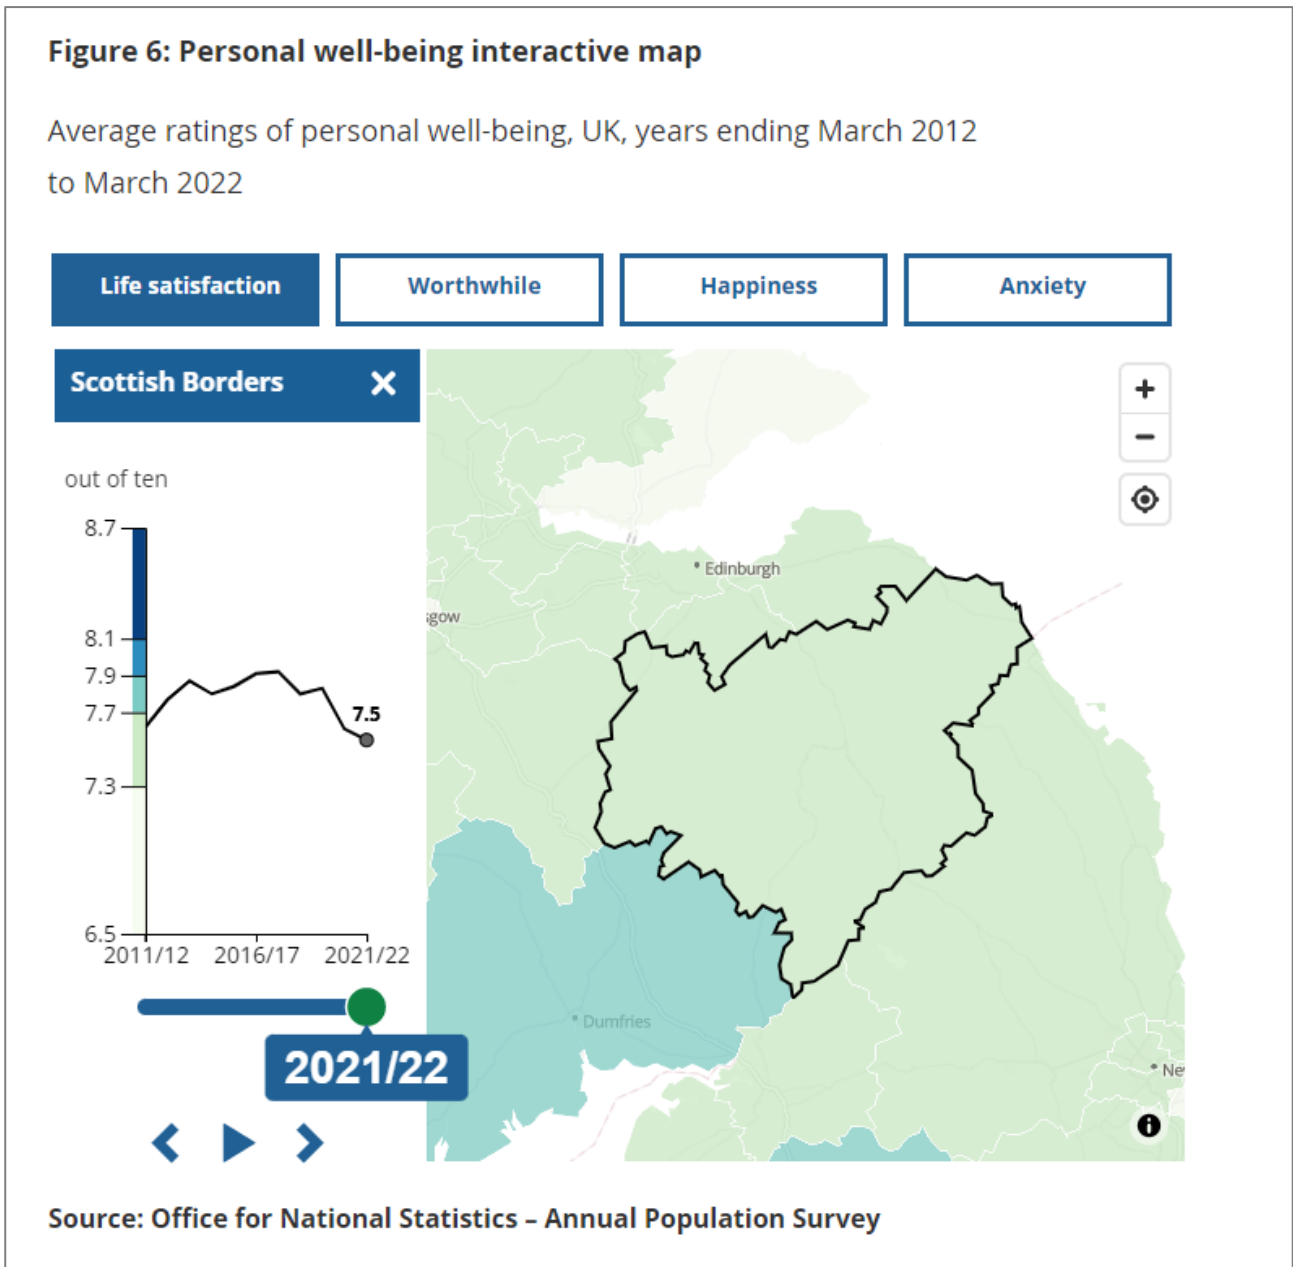 Figure 6: Personal well-being interactive map
Average ratings of personal well-being, UK, years ending March 2012
to March 2022
Life satisfaction
Worthwhile
Happiness
Anxiety
Scottish Borders
out of ten
8.7
8.1
7.9
7.7
7.5
7.3
6.5
2011/12
2016/17
2021/22
2021/22
Edinburgh
sgow
Dumfries
Ne
Source: Office for National Statistics – Annual Population Survey